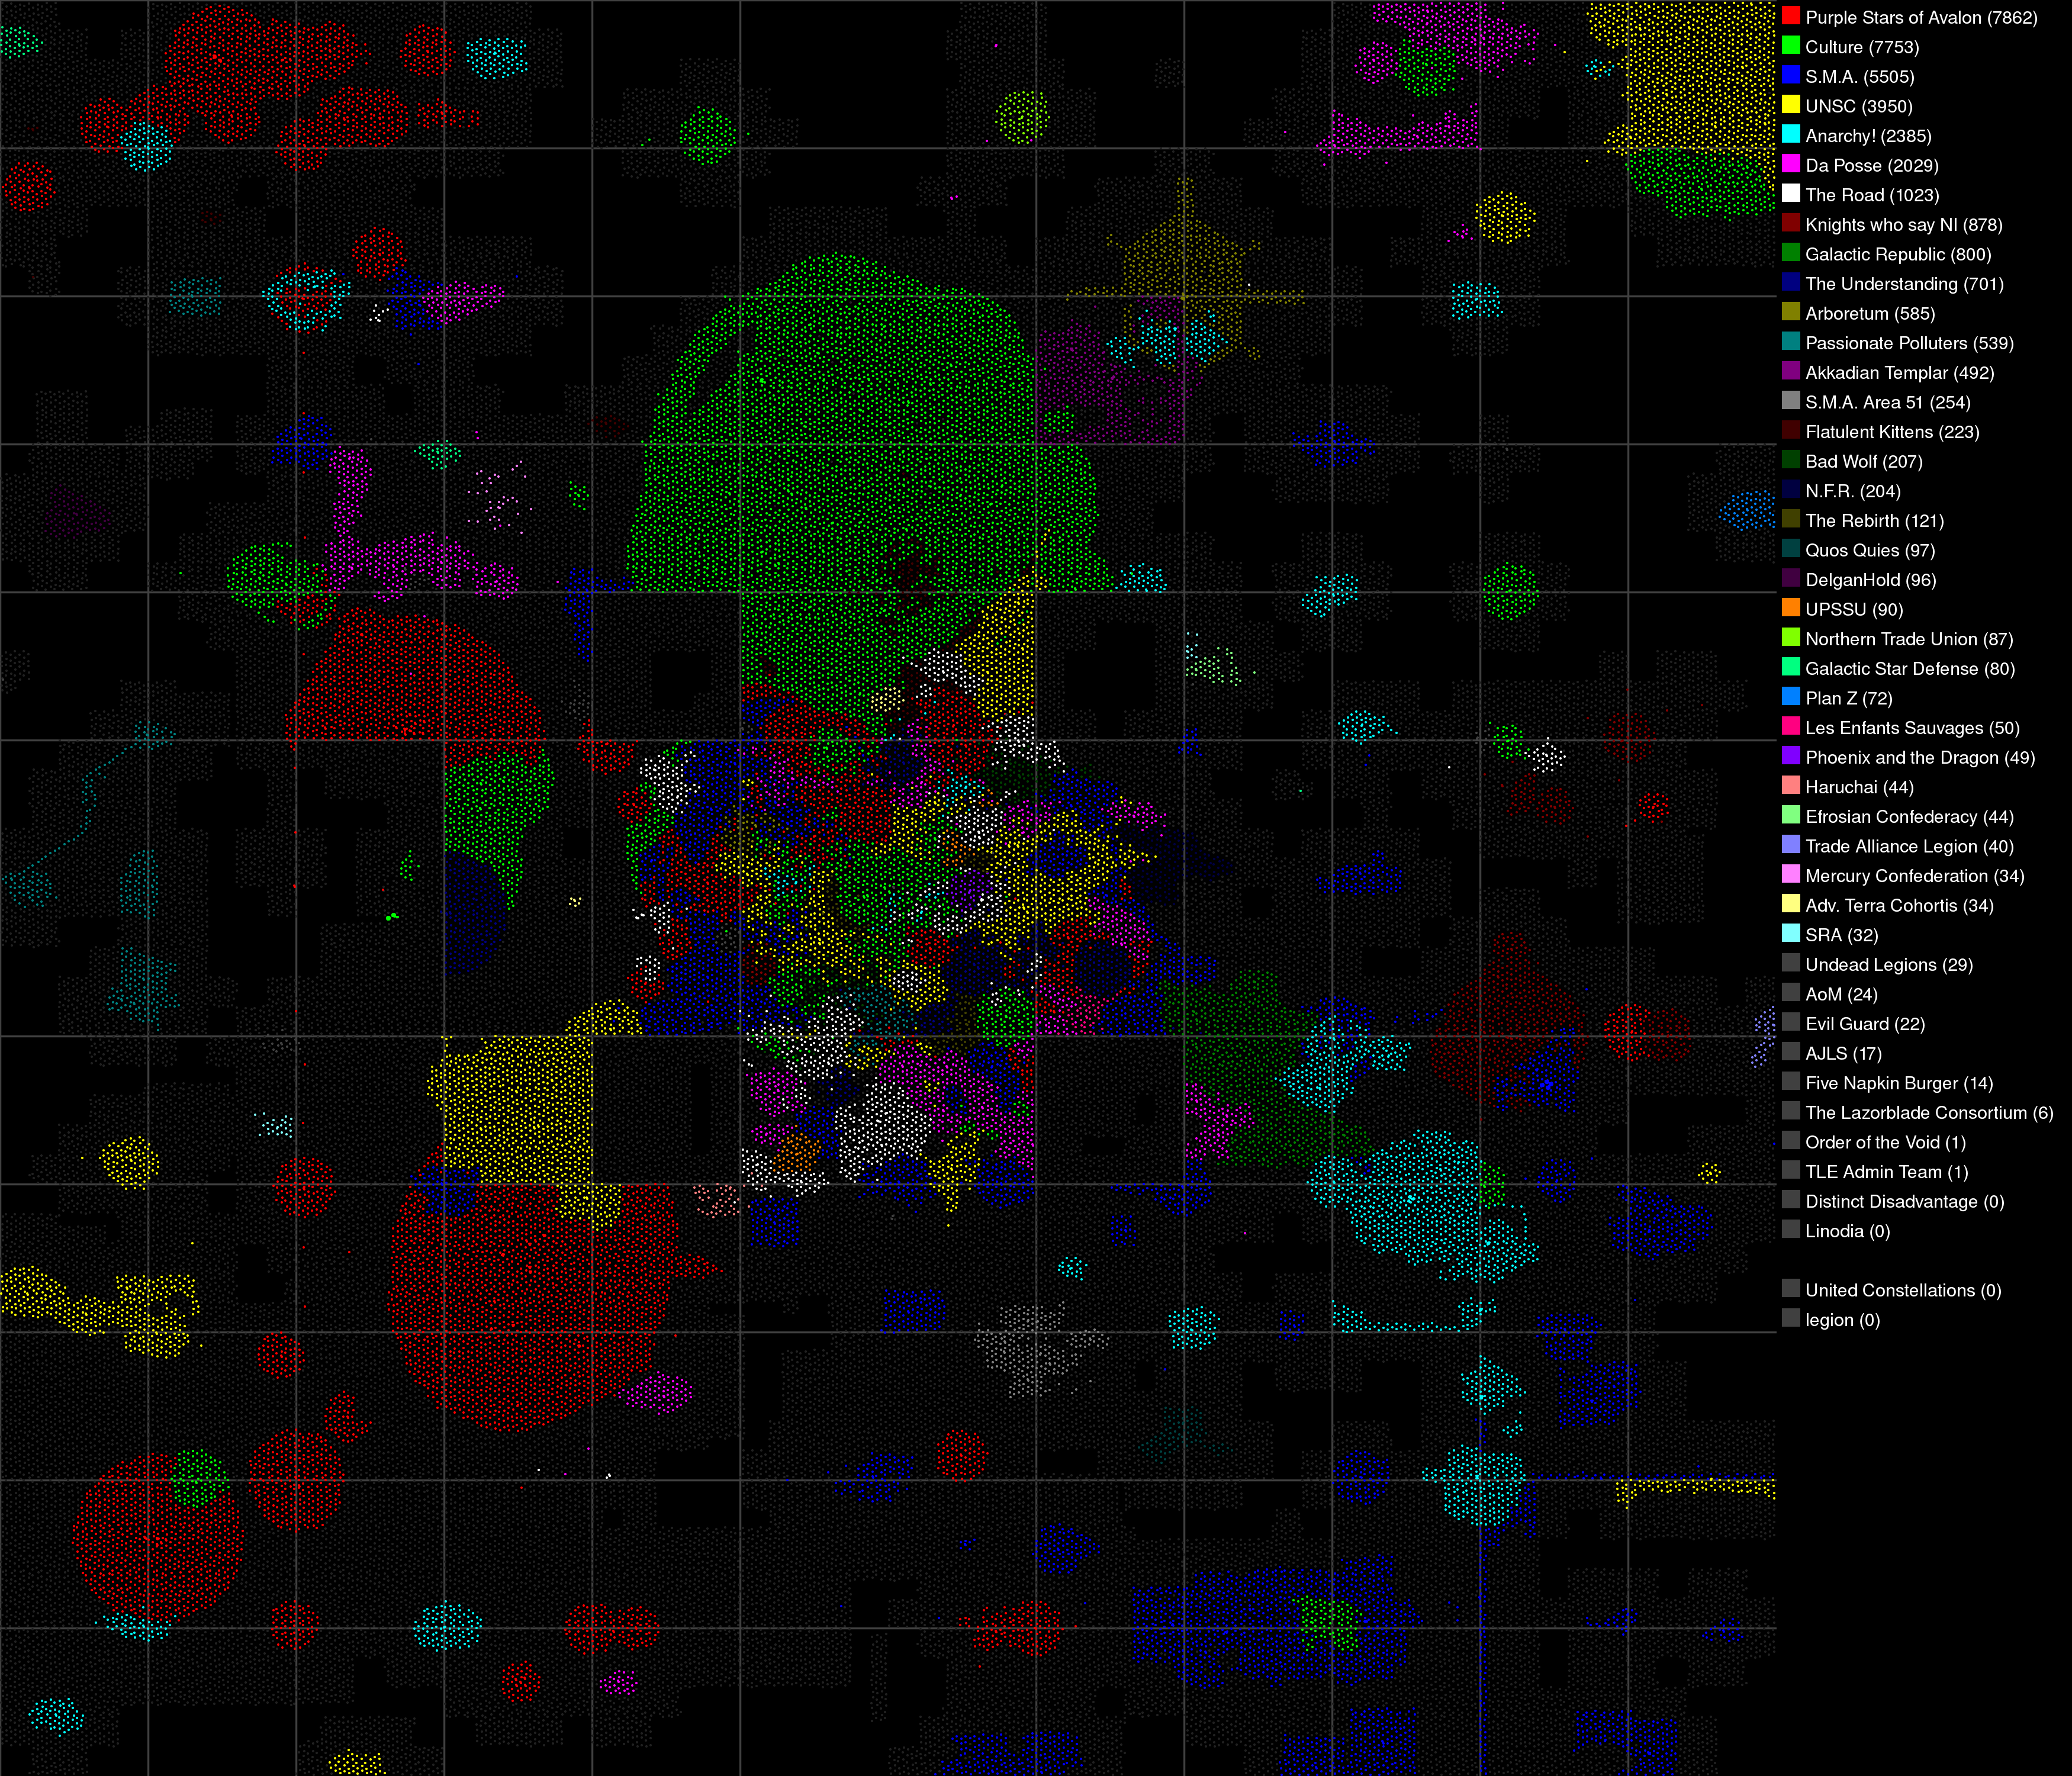 Purple Stars of Avalon (7862)
Culture (7753)
S.M.A. (5505)
UNSC (3950)
Anarchy! (2385)
Da Posse (2029)
The Road (1023)
Knights who say NI (878)
Galactic Republic (800)
The Understanding (701)
Arboretum (585)
Passionate Polluters (539)
Akkadian Templar (492)
S.M.A. Area 51 (254)
Flatulent Kittens (223)
Bad Wolf (207)
N.F.R. (204)
The Rebirth (121)
Quos Quies (97)
DelganHold (96)
UPSSU (90)
Northern Trade Union (87)
Galactic Star Defense (80)
Plan Z (72)
Les Enfants Sauvages (50)
Phoenix and the Dragon (49)
Haruchai (44)
Efrosian Confederacy (44)
Trade Alliance Legion (40)
Mercury Confederation (34)
Adv. Terra Cohortis (34)
SRA (32)
Undead Legions (29)
AoM (24)
Evil Guard (22)
AJLS (17)
Five Napkin Burger (14)
The Lazorblade Consortium (6)
Order of the Void (1)
TLE Admin Team (1)
Distinct Disadvantage (0)
Linodia (0)
United Constellations (0)
legion (0)